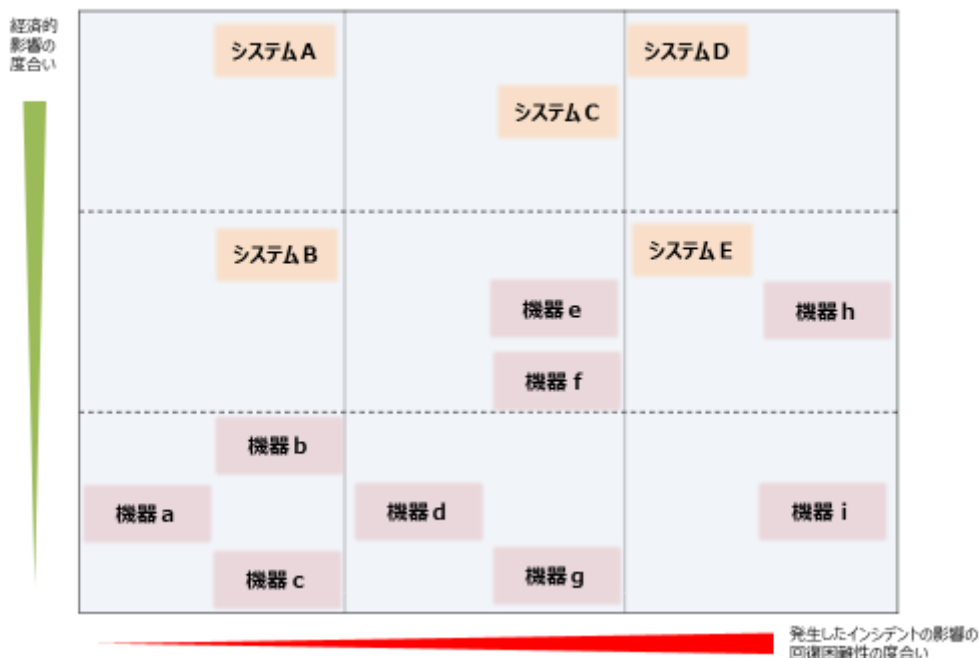 経済的
影響の
度合い
システムA
システムD
システムC
システムB
システムE
機器e
機器h
機器f
機器b
機器a
機器d
機器i
機器c
機器g
発生したインシデントの影響の
回復困難性の度合い